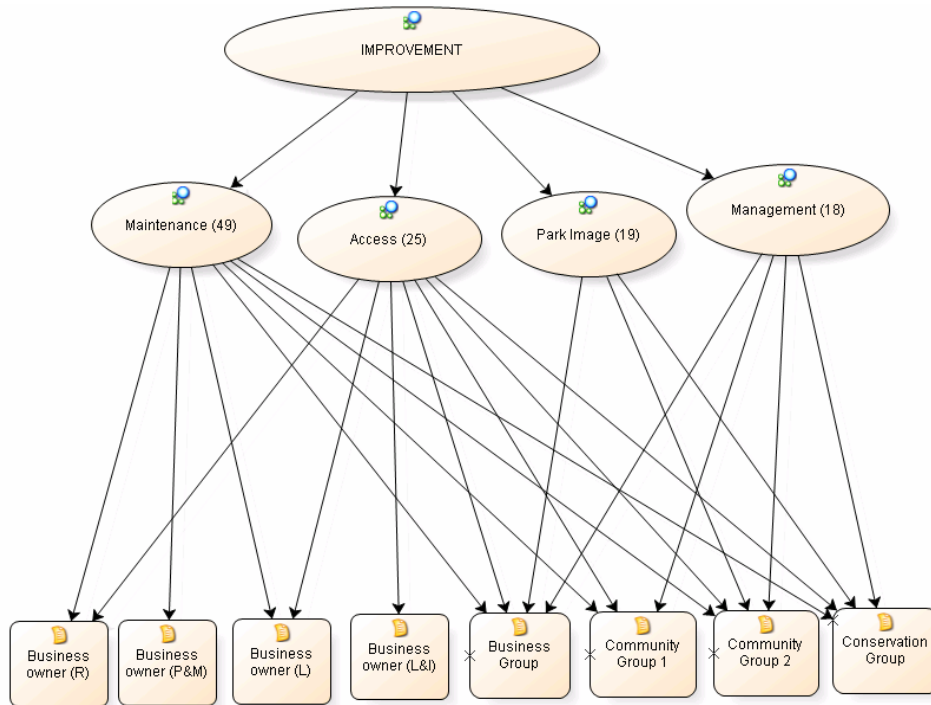 IMPROVEMENT
Maintenance (49)
Access (25)
Park Image (19)
Management (18)
Business
owner (R)
Business
owner (P&M)
Business
owner (L)
Business
owner (L&I)
Business
Group
Community
Group 1
Community
Group 2
Conservation
Group